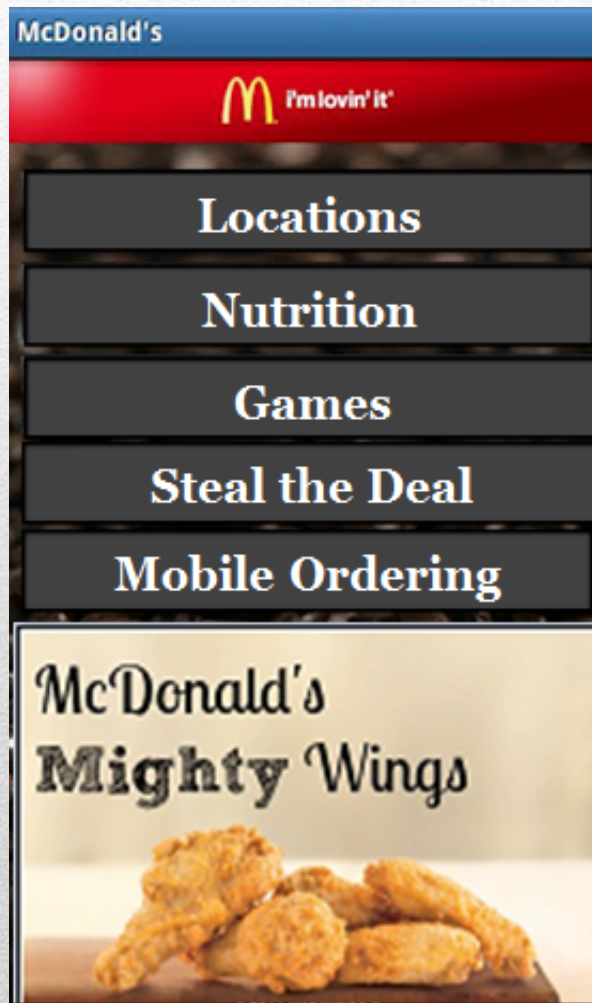 McDonald's
i'm lovin' it®
Locations
Nutrition
Games
Steal the Deal
Mobile Ordering
McDonald's
Mighty Wings